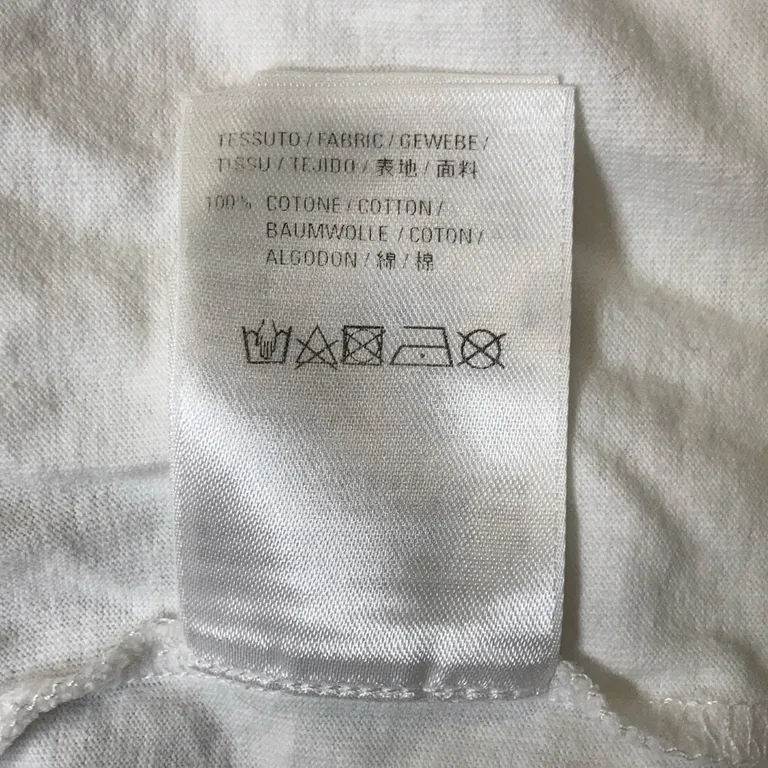 TESSUTO / FABRIC / GEWEBE /
TISSU / TEJIDO / 表地 / 面料
100% COTONE / COTTON /
BAUMWOLLE / COTON /
ALGODON / 綿 / 棉